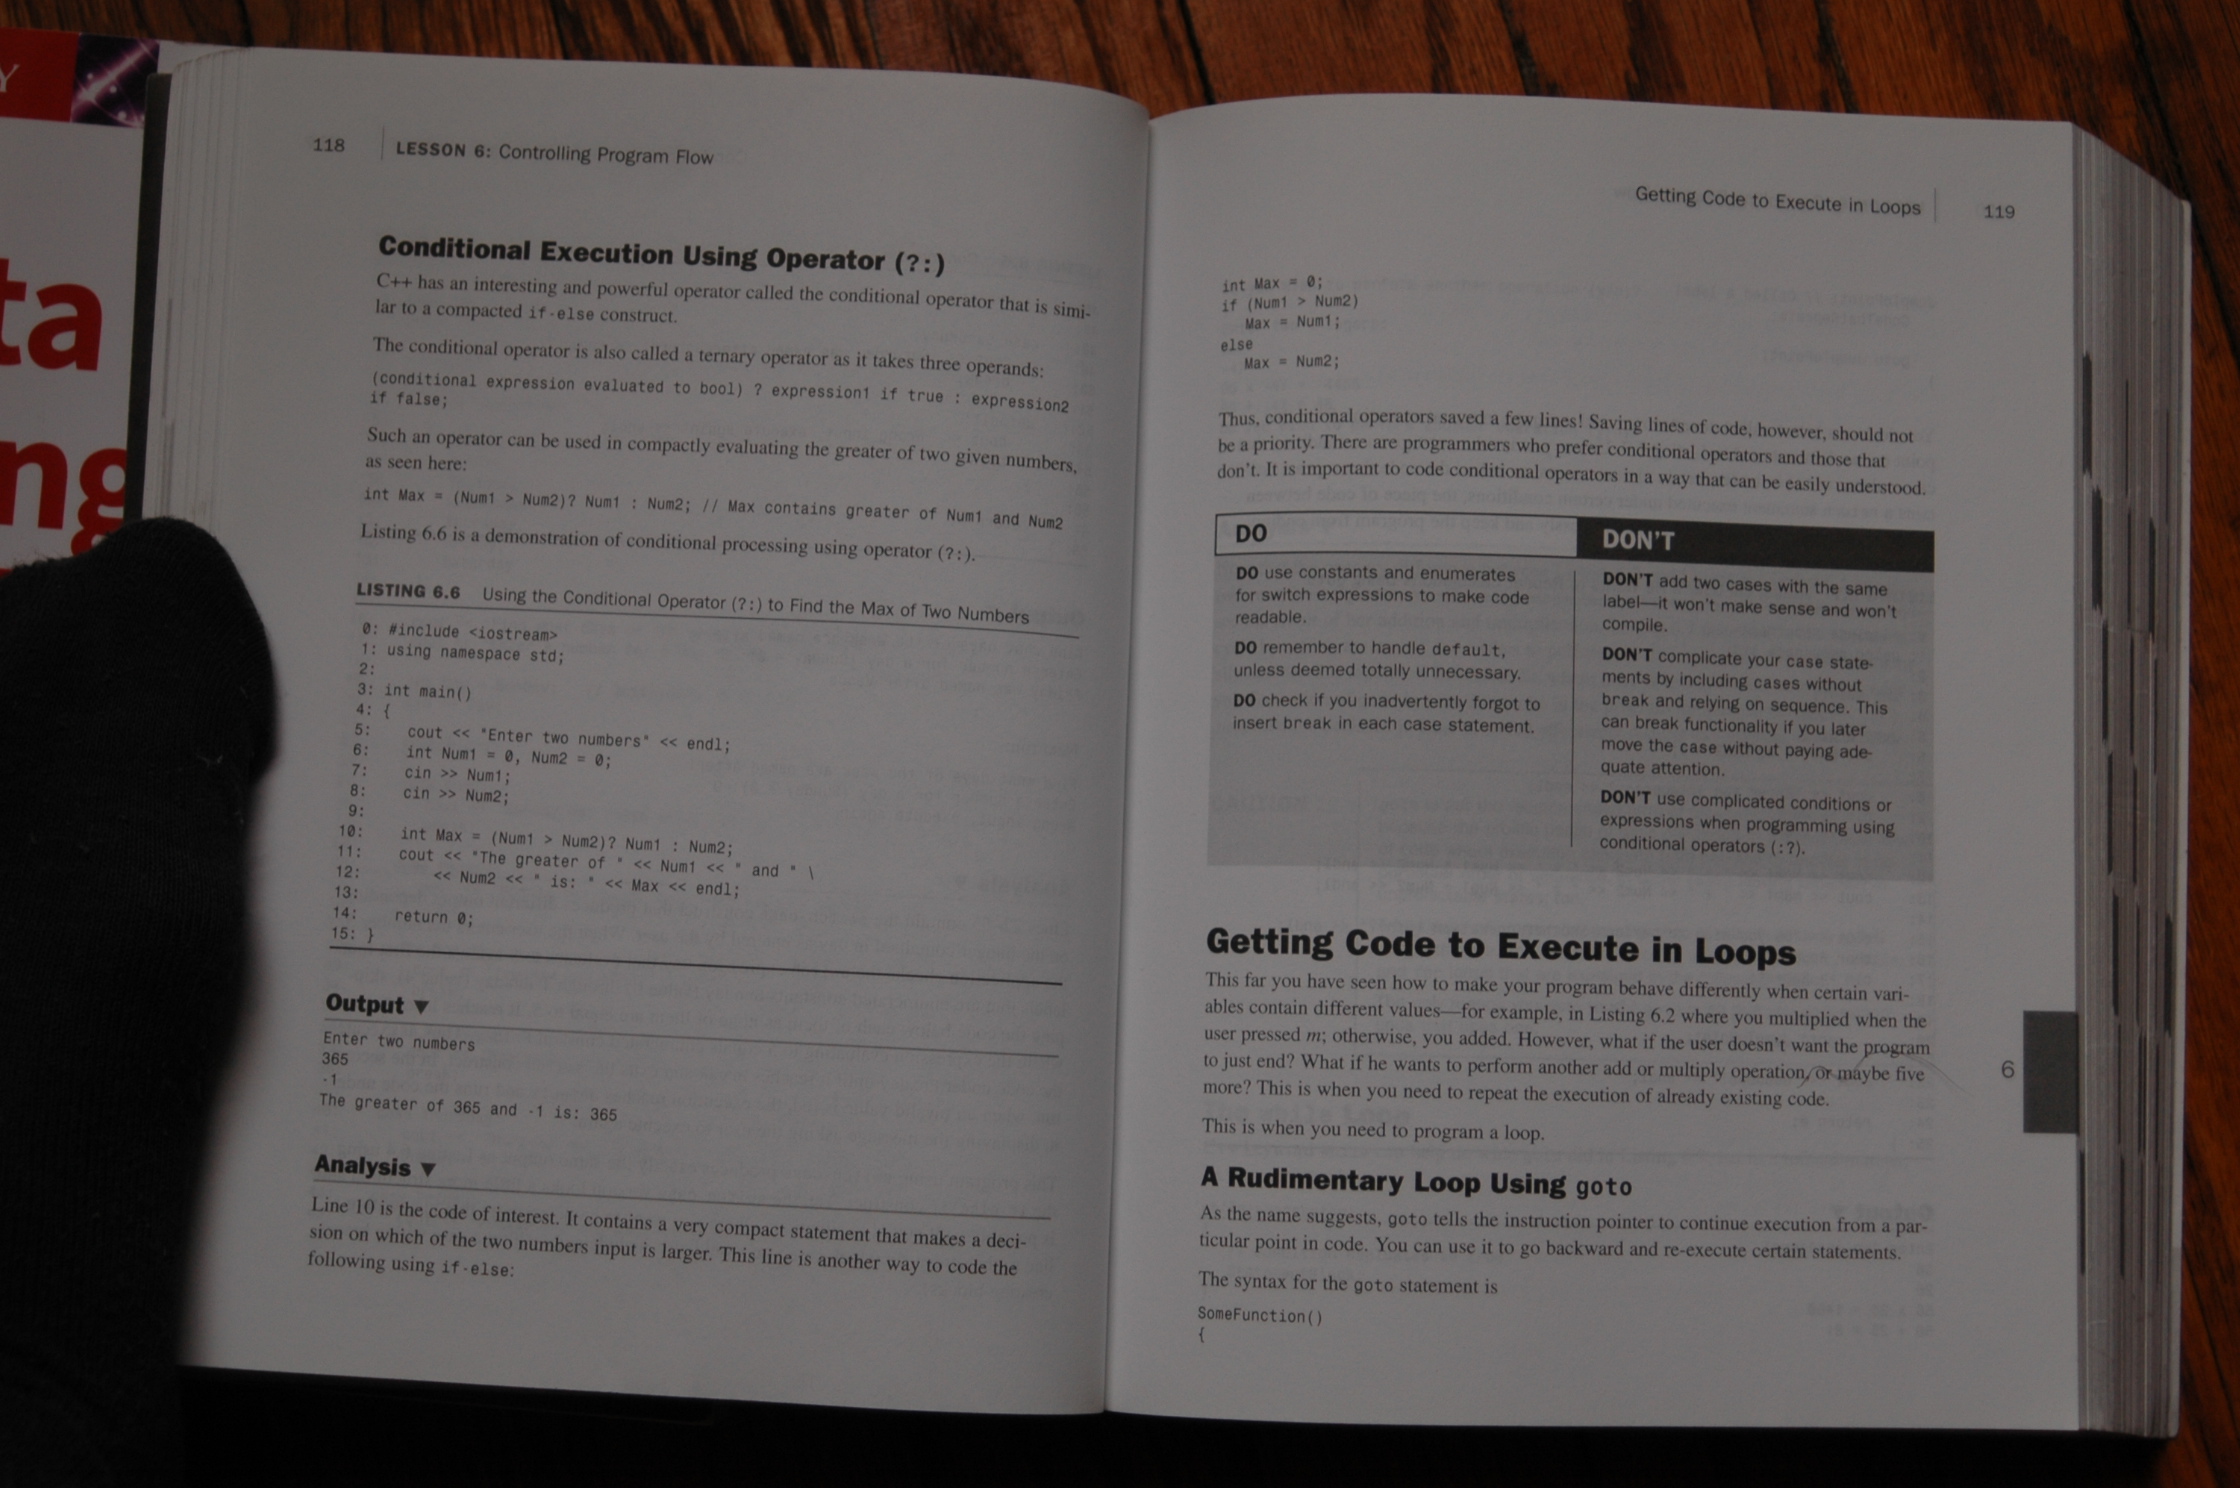 Y
ta
ng
118
LESSON 6: Controlling Program Flow
Conditional Execution Using Operator (?:)
C++ has an interesting and powerful operator called the conditional operator that is simi-
lar to a compacted if-else construct.
The conditional operator is also called a ternary operator as it takes three operands:
(conditional expression evaluated to bool) ? expression1 if true : expression2
if false;
Such an operator can be used in compactly evaluating the greater of two given numbers,
as seen here:
int Max = (Num1 > Num2)? Num1 : Num2; // Max contains greater of Num1 and Num2
Listing 6.6 is a demonstration of conditional processing using operator (?:).
LISTING 6.6 Using the Conditional Operator (?:) to Find the Max of Two Numbers
0: #include <iostream>
1: using namespace std;
2:
3: int main()
4: {
5: cout << "Enter two numbers" << endl;
6: int Num1 = 0, Num2 = 0;
7: cin >> Num1;
8: cin >> Num2;
9:
10: int Max = (Num1 > Num2)? Num1 : Num2;
11: cout << "The greater of " << Num1 << " and " \
12: << Num2 << " is: " << Max << endl;
13:
14: return 0;
15: }
Output ▼
Enter two numbers
365
-1
The greater of 365 and -1 is: 365
Analysis ▼
Line 10 is the code of interest. It contains a very compact statement that makes a deci-
sion on which of the two numbers input is larger. This line is another way to code the
following using if-else:
Getting Code to Execute in Loops
119
int Max = 0;
if (Num1 > Num2)
Max = Num1;
else
Max = Num2;
Thus, conditional operators saved a few lines! Saving lines of code, however, should not
be a priority. There are programmers who prefer conditional operators and those that
don't. It is important to code conditional operators in a way that can be easily understood.
DO
DO use constants and enumerates
for switch expressions to make code
readable.
DO remember to handle default,
unless deemed totally unnecessary.
DO check if you inadvertently forgot to
insert break in each case statement.
DON'T
DON'T add two cases with the same
label—it won't make sense and won't
compile.
DON'T complicate your case state-
ments by including cases without
break and relying on sequence. This
can break functionality if you later
move the case without paying ade-
quate attention.
DON'T use complicated conditions or
expressions when programming using
conditional operators (:?).
Getting Code to Execute in Loops
This far you have seen how to make your program behave differently when certain vari-
ables contain different values—for example, in Listing 6.2 where you multiplied when the
user pressed m; otherwise, you added. However, what if the user doesn't want the program
to just end? What if he wants to perform another add or multiply operation, or maybe five
more? This is when you need to repeat the execution of already existing code.
This is when you need to program a loop.
6
A Rudimentary Loop Using goto
As the name suggests, goto tells the instruction pointer to continue execution from a par-
ticular point in code. You can use it to go backward and re-execute certain statements.
The syntax for the goto statement is
SomeFunction()
{